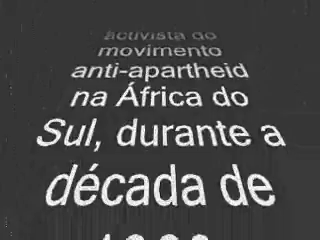 activista do
movimento
anti-apartheid
na África do
Sul, durante a
década de